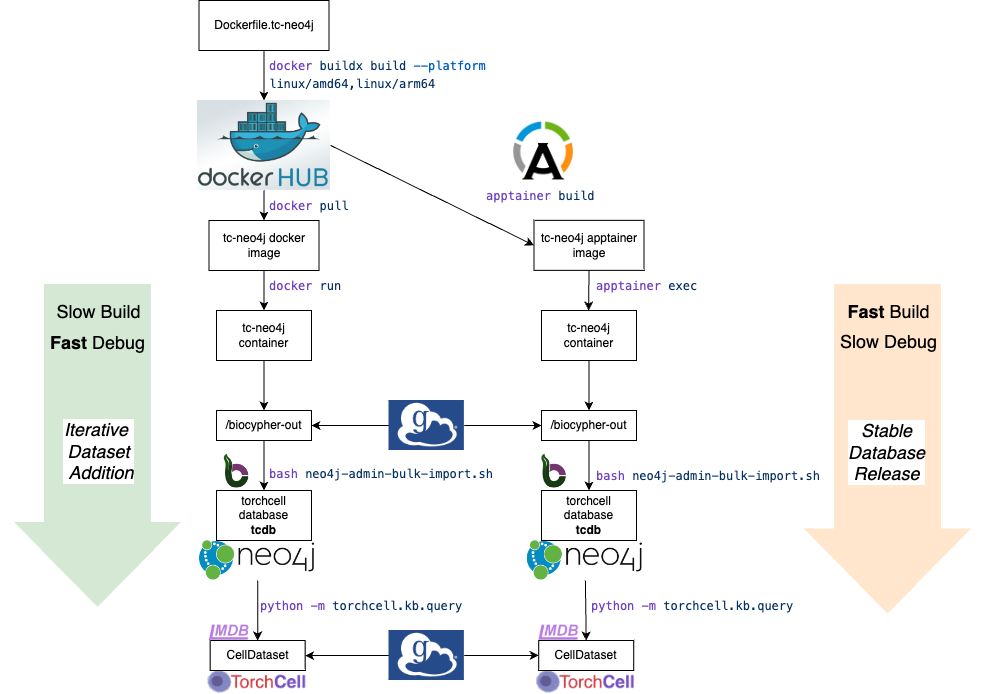 Dockerfile.tc-neo4j
docker buildx build --platform
linux/amd64,linux/arm64
docker HUB
A
apptainer build
docker pull
tc-neo4j docker
image
tc-neo4j apptainer
image
docker run
apptainer exec
Slow Build
Fast Debug
Fast Build
Slow Debug
tc-neo4j
container
tc-neo4j
container
/biocypher-out
g
/biocypher-out
Iterative
Dataset
Addition
Stable
Database
Release
b
bash neo4j-admin-bulk-import.sh
b
bash neo4j-admin-bulk-import.sh
torchcell
database
tcdb
torchcell
database
tcdb
neo4j
neo4j
python -m torchcell.kb.query
python -m torchcell.kb.query
LMDB
LMDB
CellDataset
g
CellDataset
TorchCell
TorchCell